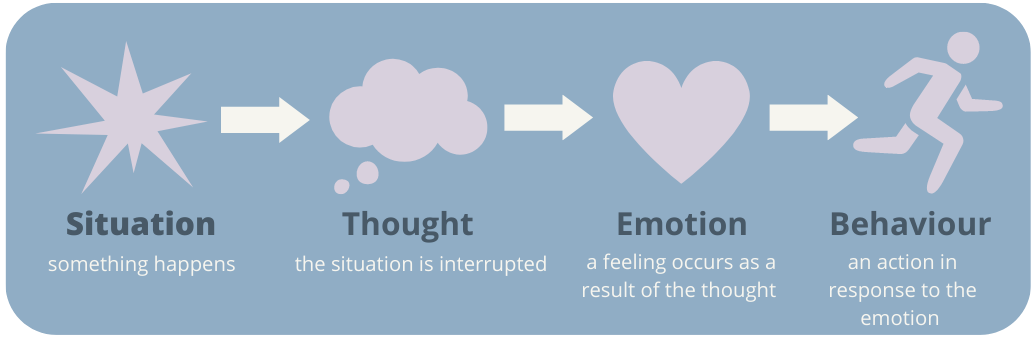 Situation
something happens
Thought
the situation is interrupted
Emotion
a feeling occurs as a
result of the thought
Behaviour
an action in
response to the
emotion